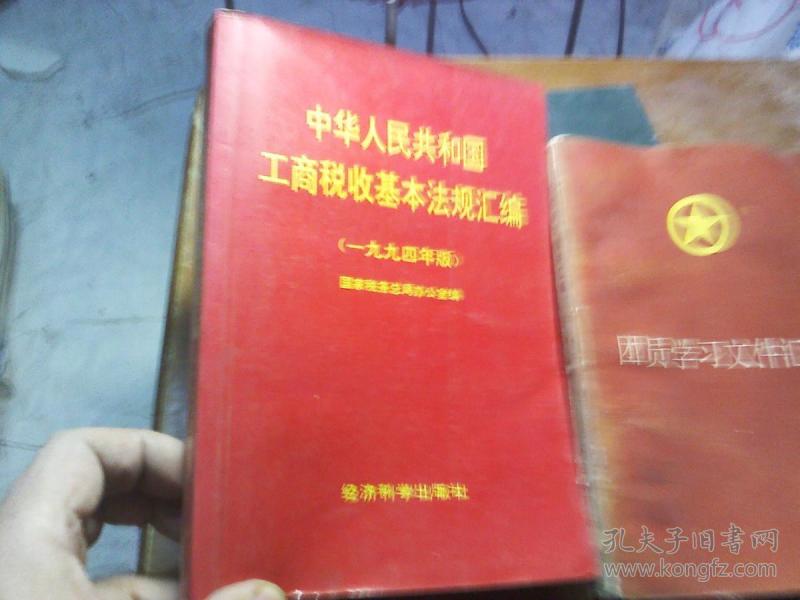 中华人民共和国
工商税收基本法规汇编
(一九九四年版)
国家税务总局办公室编
经济科学出版社
团员学习文件汇
孔夫子旧书网
www.kongfz.com